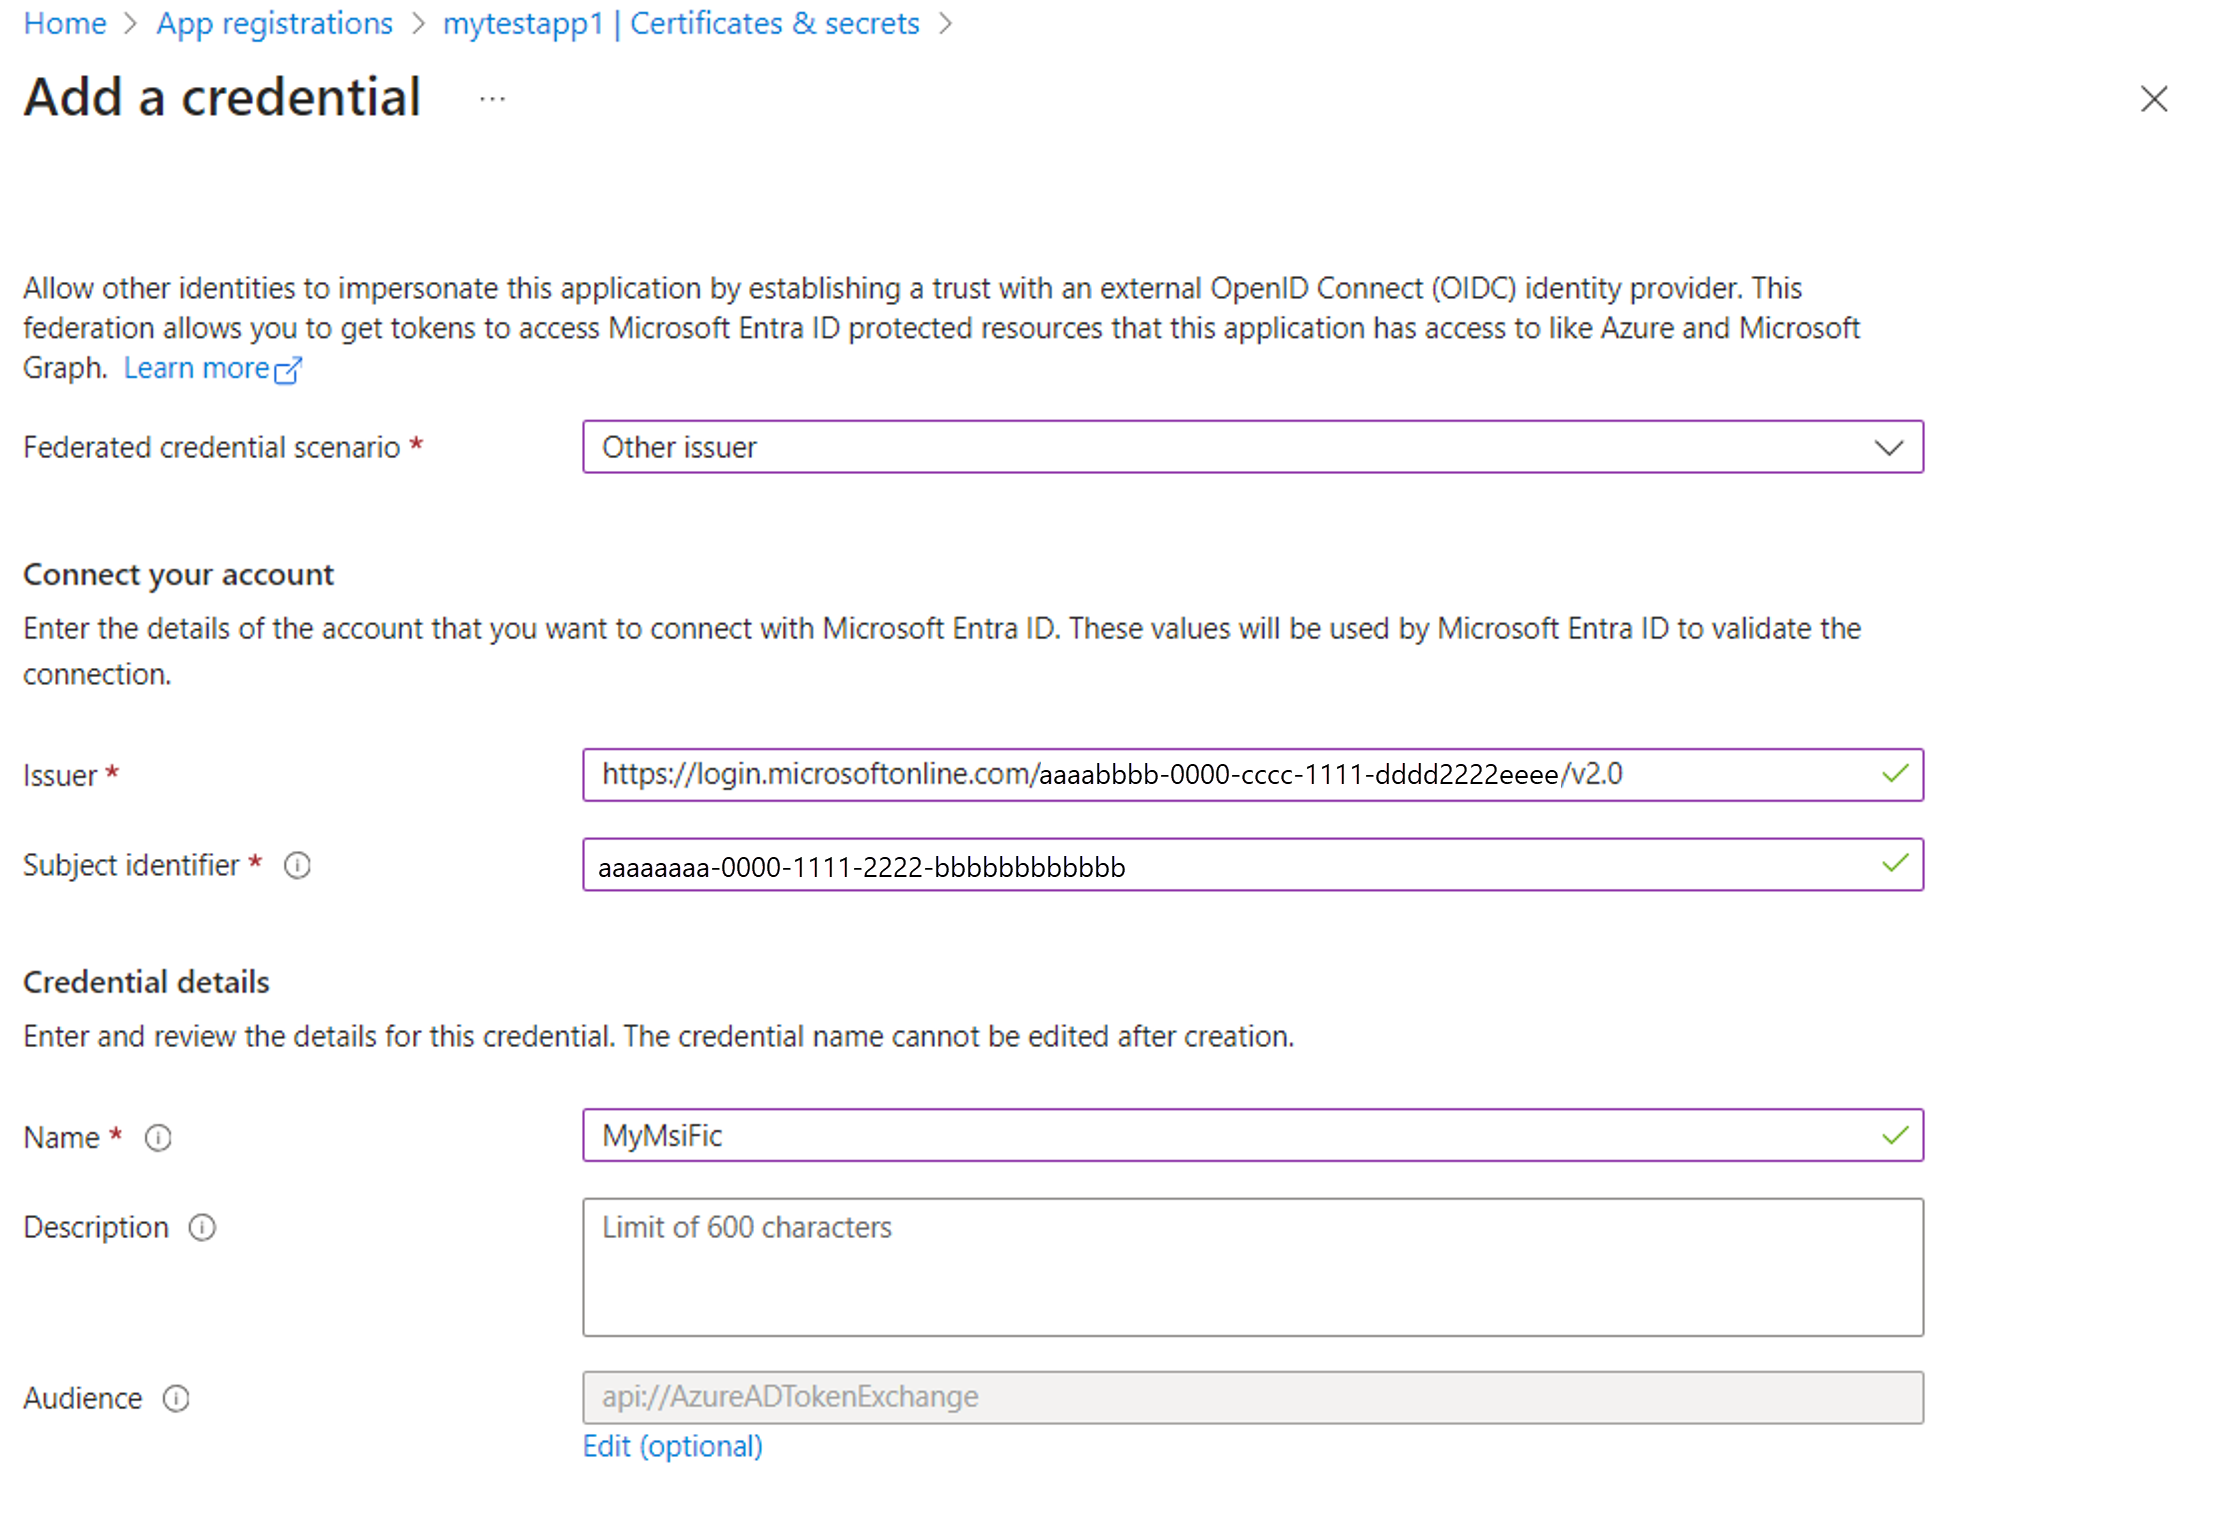 Home > App registrations > mytestapp1 | Certificates & secrets >
Add a credential ...
Allow other identities to impersonate this application by establishing a trust with an external OpenID Connect (OIDC) identity provider. This
federation allows you to get tokens to access Microsoft Entra ID protected resources that this application has access to like Azure and Microsoft
Graph. Learn more
Federated credential scenario * Other issuer
Connect your account
Enter the details of the account that you want to connect with Microsoft Entra ID. These values will be used by Microsoft Entra ID to validate the
connection.
Issuer * https://login.microsoftonline.com/aaaabbbb-0000-cccc-1111-dddd2222eeee/v2.0
Subject identifier * aaaaaaaa-0000-1111-2222-bbbbbbbbbbbb
Credential details
Enter and review the details for this credential. The credential name cannot be edited after creation.
Name * MyMsiFic
Description Limit of 600 characters
Audience api://AzureADTokenExchange
Edit (optional)